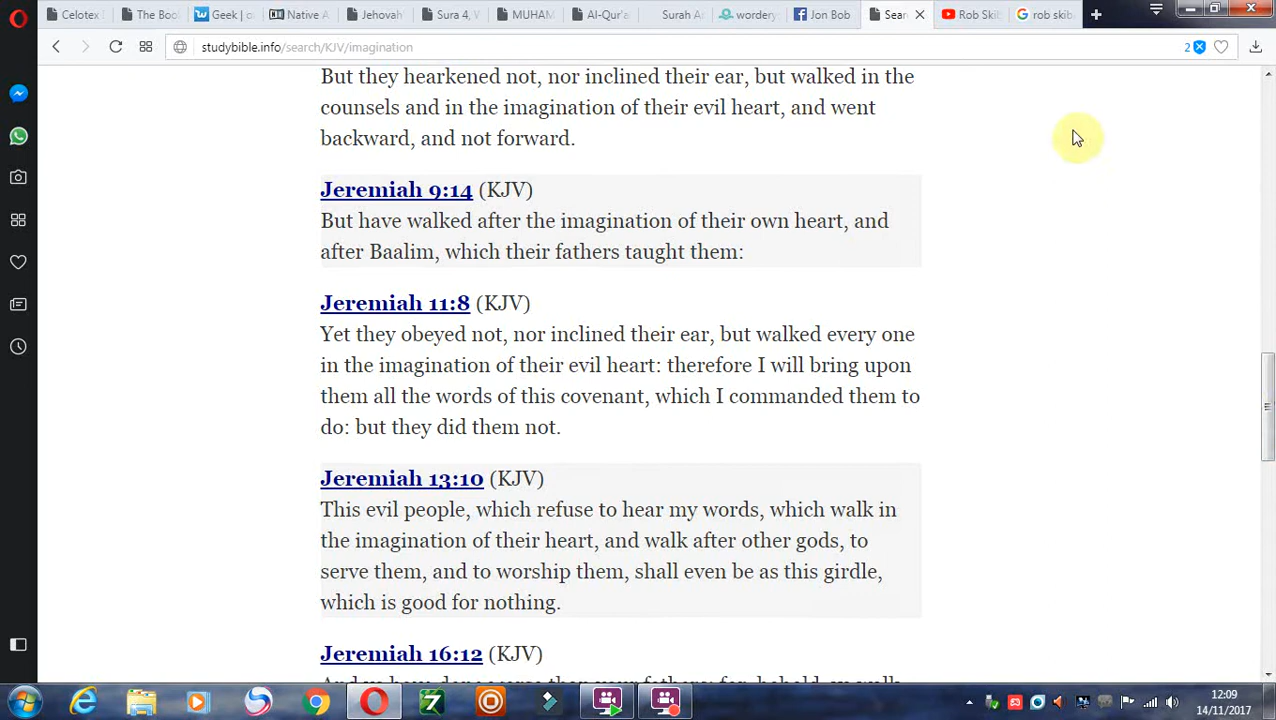 Celotex
The Boo
Geek | c
Native A
Jehovah'
Sura 4, V
MUHAM
Al-Qur'a
Surah Ar
wordery
Jon Bob
Sear
Rob Skib
rob skib
studybible.info/search/KJV/imagination
2
But they hearkened not, nor inclined their ear, but walked in the
counsels and in the imagination of their evil heart, and went
backward, and not forward.
Jeremiah 9:14 (KJV)
But have walked after the imagination of their own heart, and
after Baalim, which their fathers taught them:
Jeremiah 11:8 (KJV)
Yet they obeyed not, nor inclined their ear, but walked every one
in the imagination of their evil heart: therefore I will bring upon
them all the words of this covenant, which I commanded them to
do: but they did them not.
Jeremiah 13:10 (KJV)
This evil people, which refuse to hear my words, which walk in
the imagination of their heart, and walk after other gods, to
serve them, and to worship them, shall even be as this girdle,
which is good for nothing.
Jeremiah 16:12 (KJV)
12:09
14/11/2017